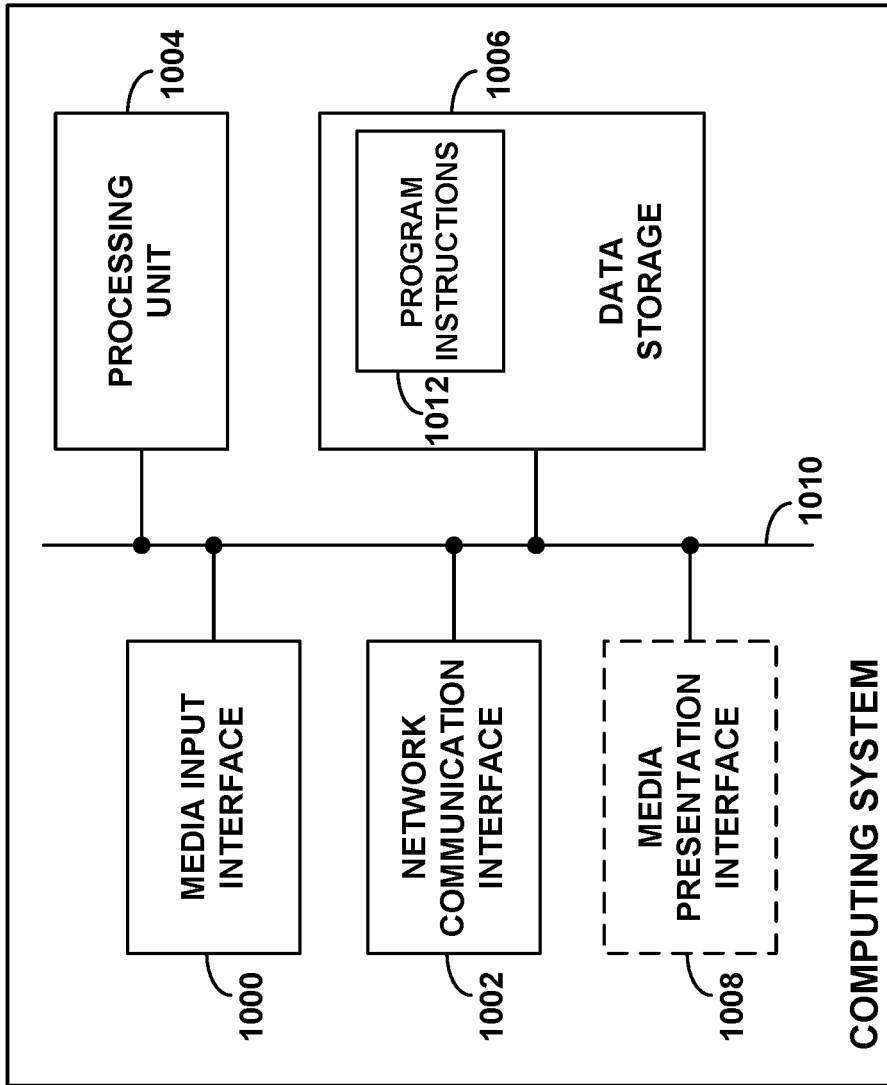 1000
MEDIA INPUT
INTERFACE
1002
NETWORK
COMMUNICATION
INTERFACE
1008
MEDIA
PRESENTATION
INTERFACE
1004
PROCESSING
UNIT
1006
1012
PROGRAM
INSTRUCTIONS
DATA
STORAGE
1010
COMPUTING SYSTEM